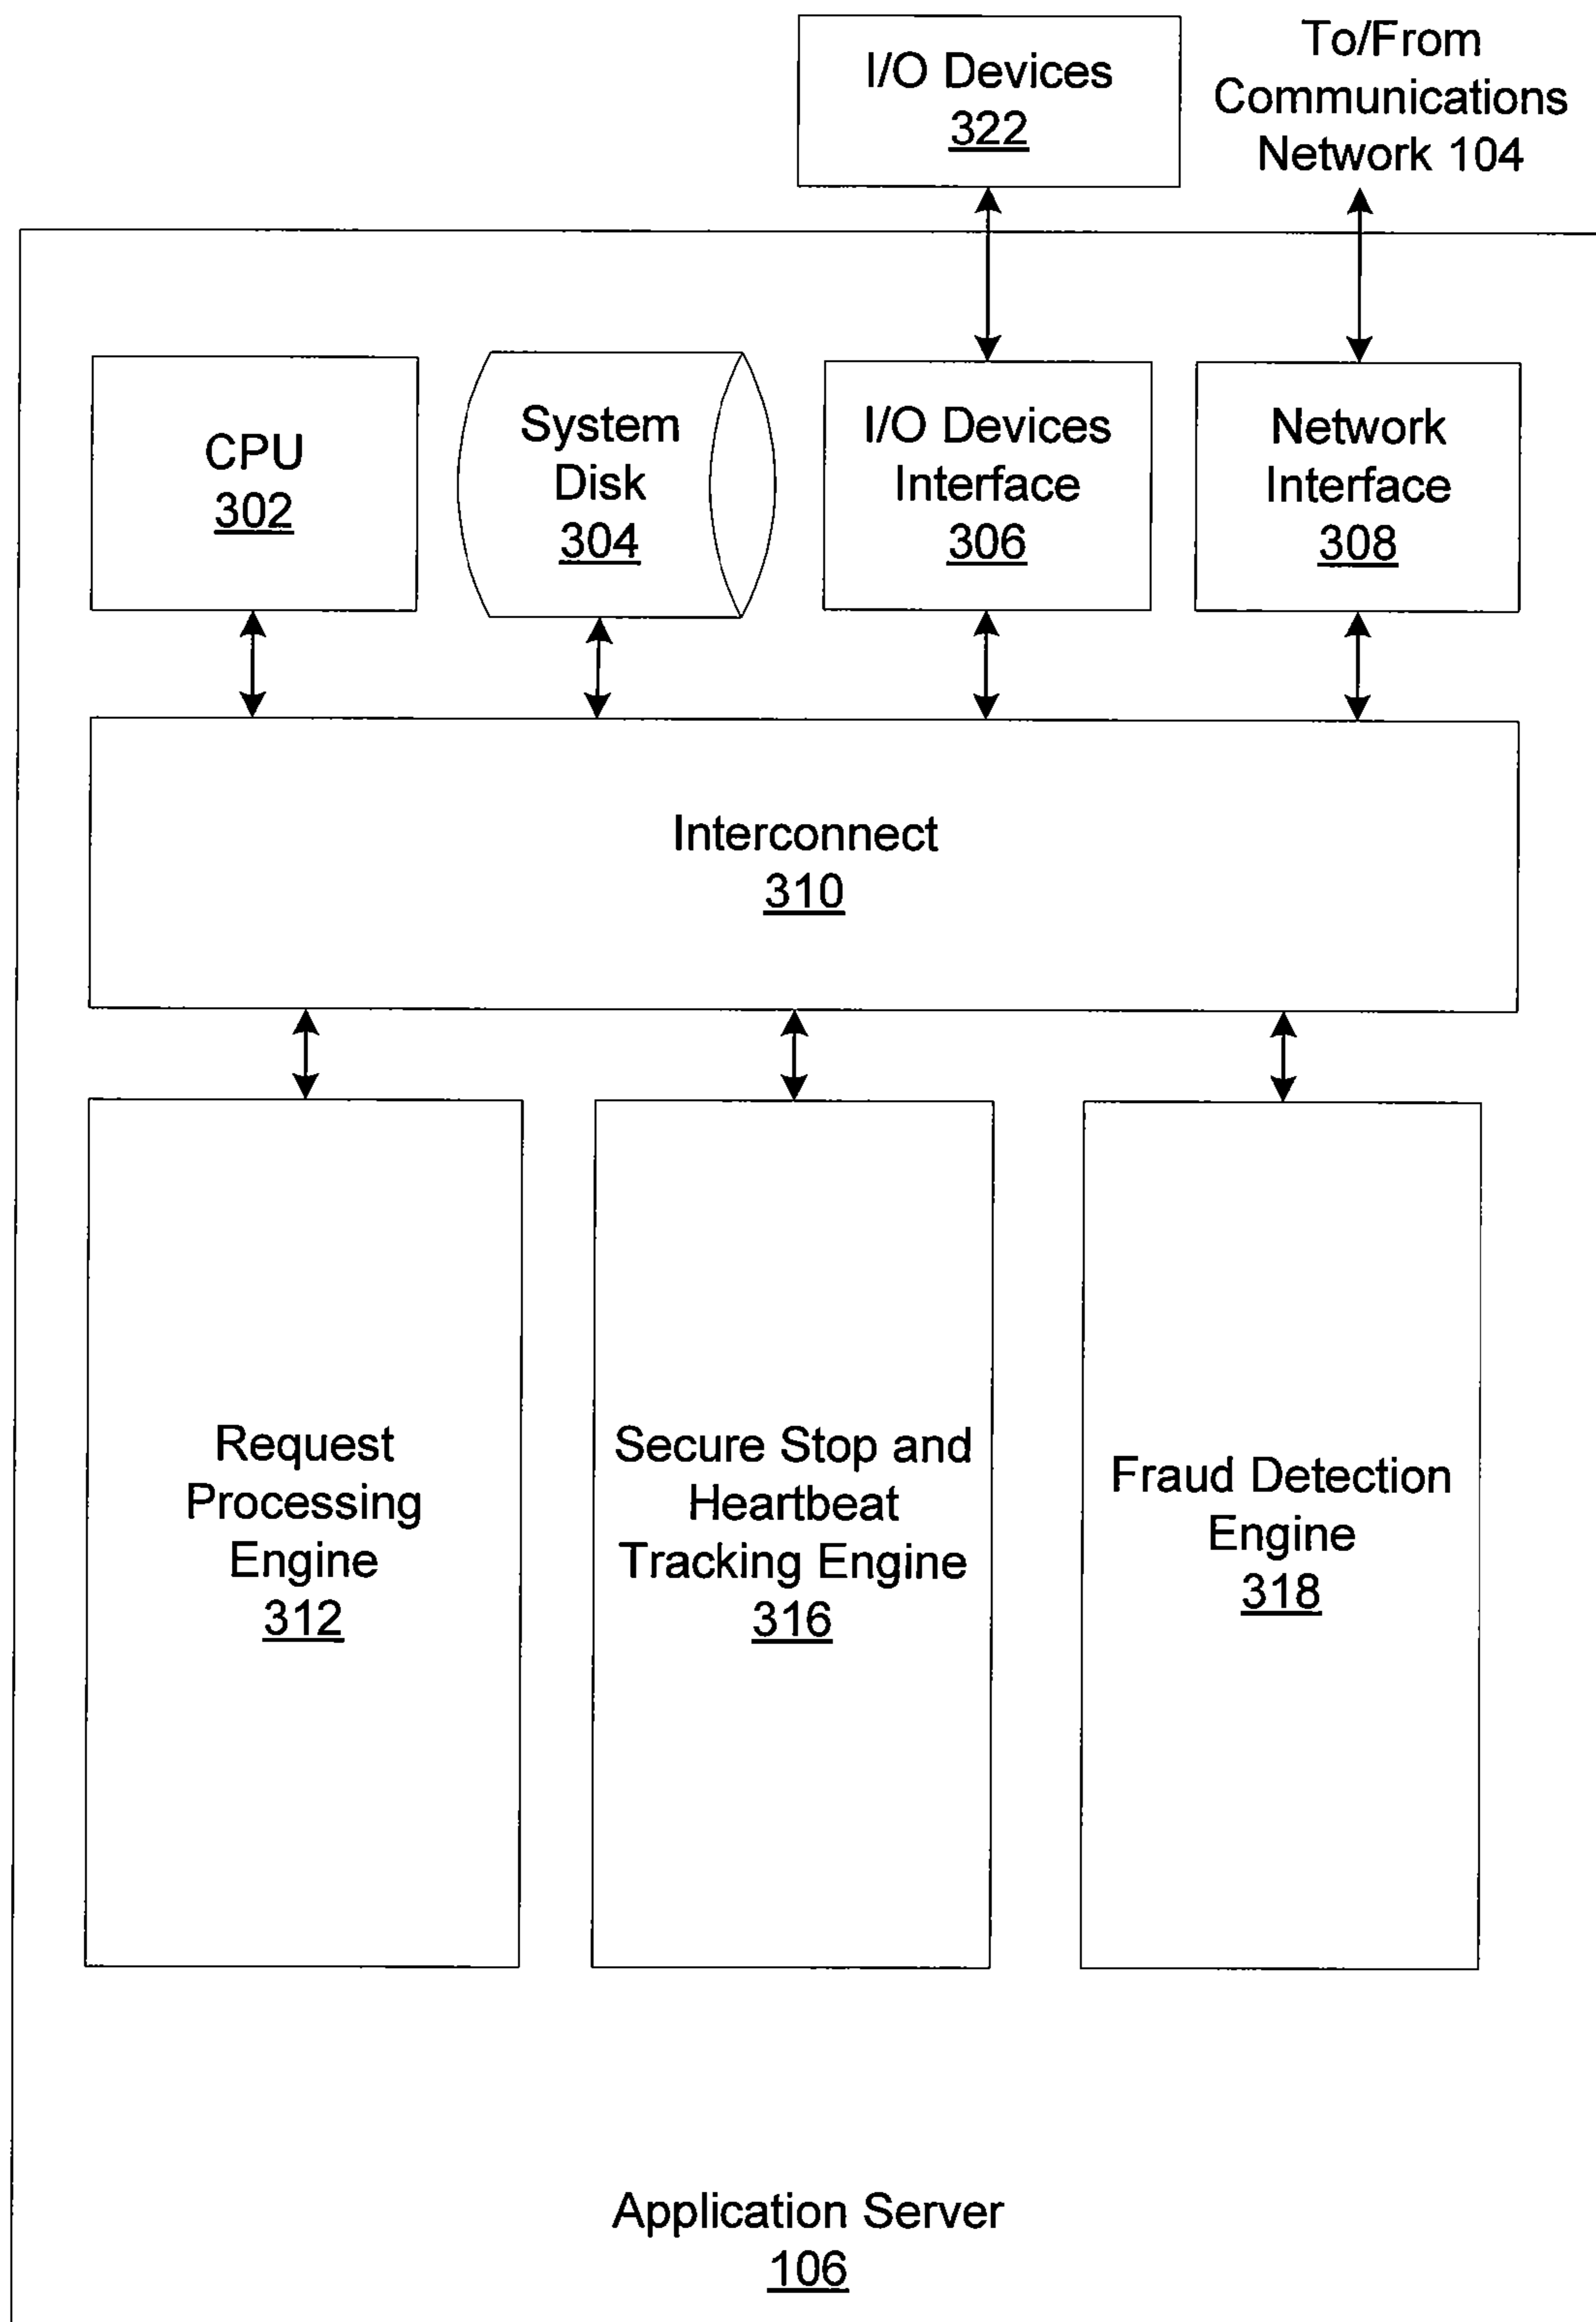 I/O Devices
322
To/From
Communications
Network 104
CPU
302
System
Disk
304
I/O Devices
Interface
306
Network
Interface
308
Interconnect
310
Request
Processing
Engine
312
Secure Stop and
Heartbeat
Tracking Engine
316
Fraud Detection
Engine
318
Application Server
106